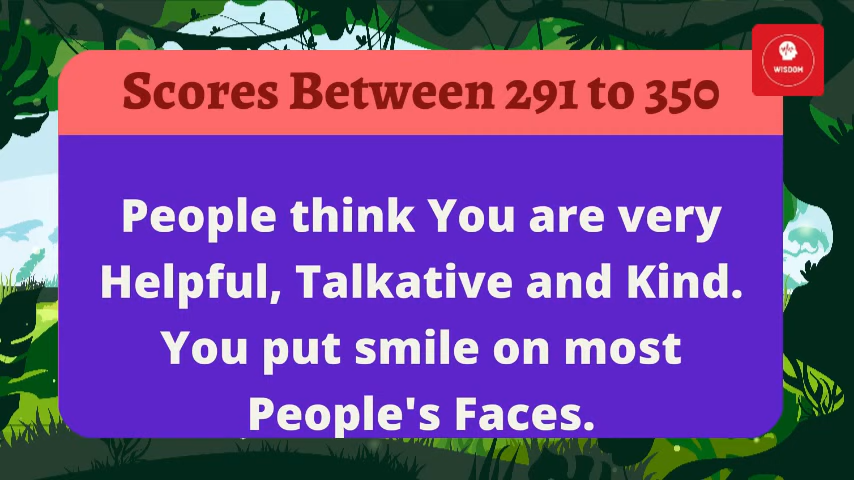 Scores Between 291 to 350
WISDOM
People think You are very
Helpful, Talkative and Kind.
You put smile on most
People's Faces.